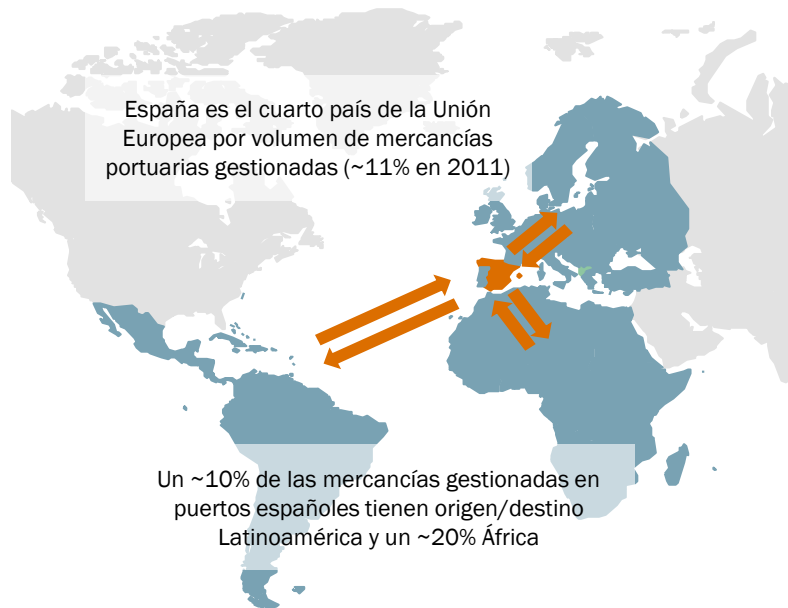 España es el cuarto país de la Unión
Europea por volumen de mercancías
portuarias gestionadas (~11% en 2011)
Un ~10% de las mercancías gestionadas en
puertos españoles tienen origen/destino
Latinoamérica y un ~20% África